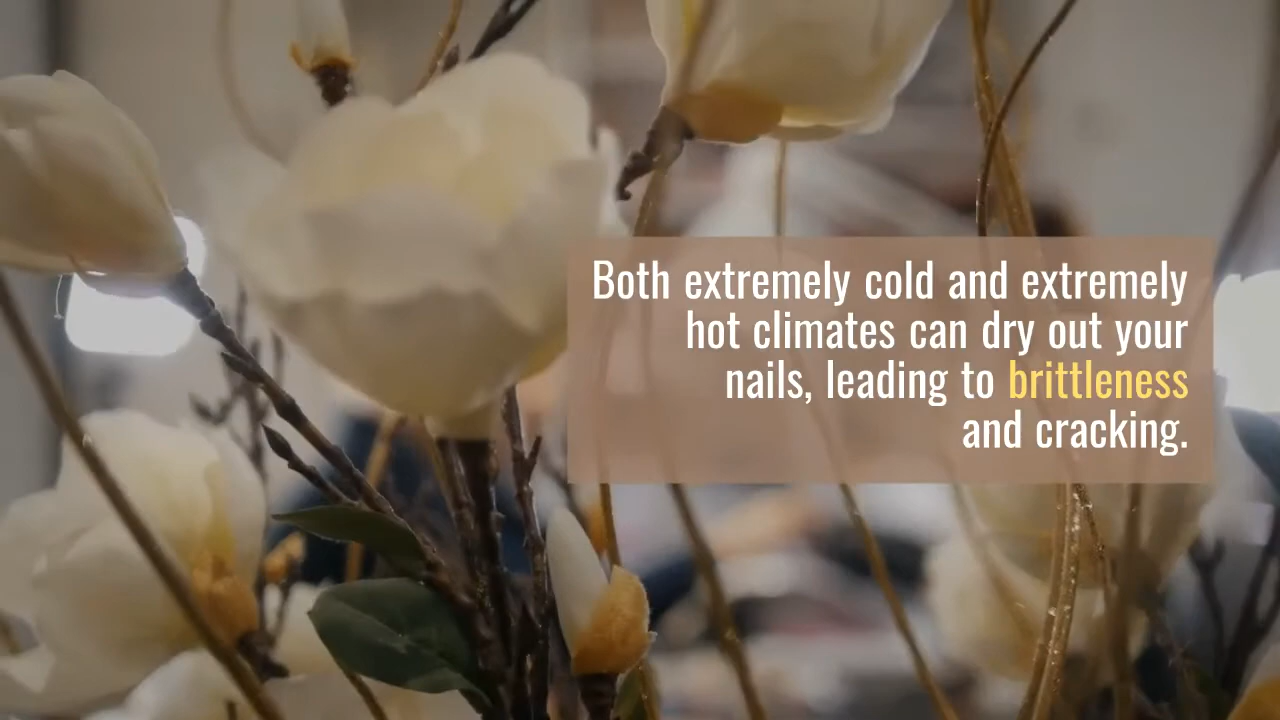 Both extremely cold and extremely
hot climates can dry out your
nails, leading to brittleness
and cracking.